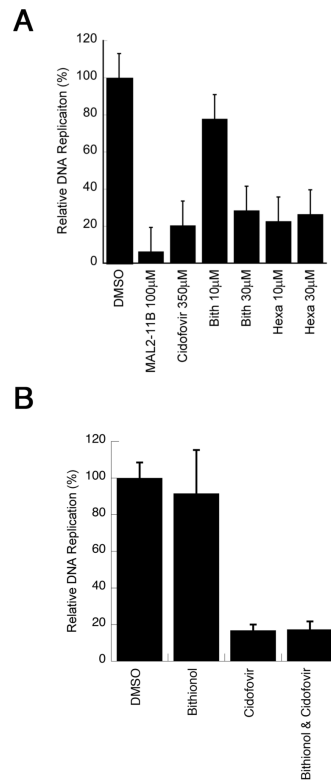 A
Relative DNA Replicaiton (%)
120
100
80
60
40
20
0
DMSO
MAL2-11B 100µM
Cidofovir 350µM
Bith 10µM
Bith 30µM
Hexa 10µM
Hexa 30µM
B
Relative DNA Replication (%)
120
100
80
60
40
20
0
DMSO
Bithionol
Cidofovir
Bithionol & Cidofovir